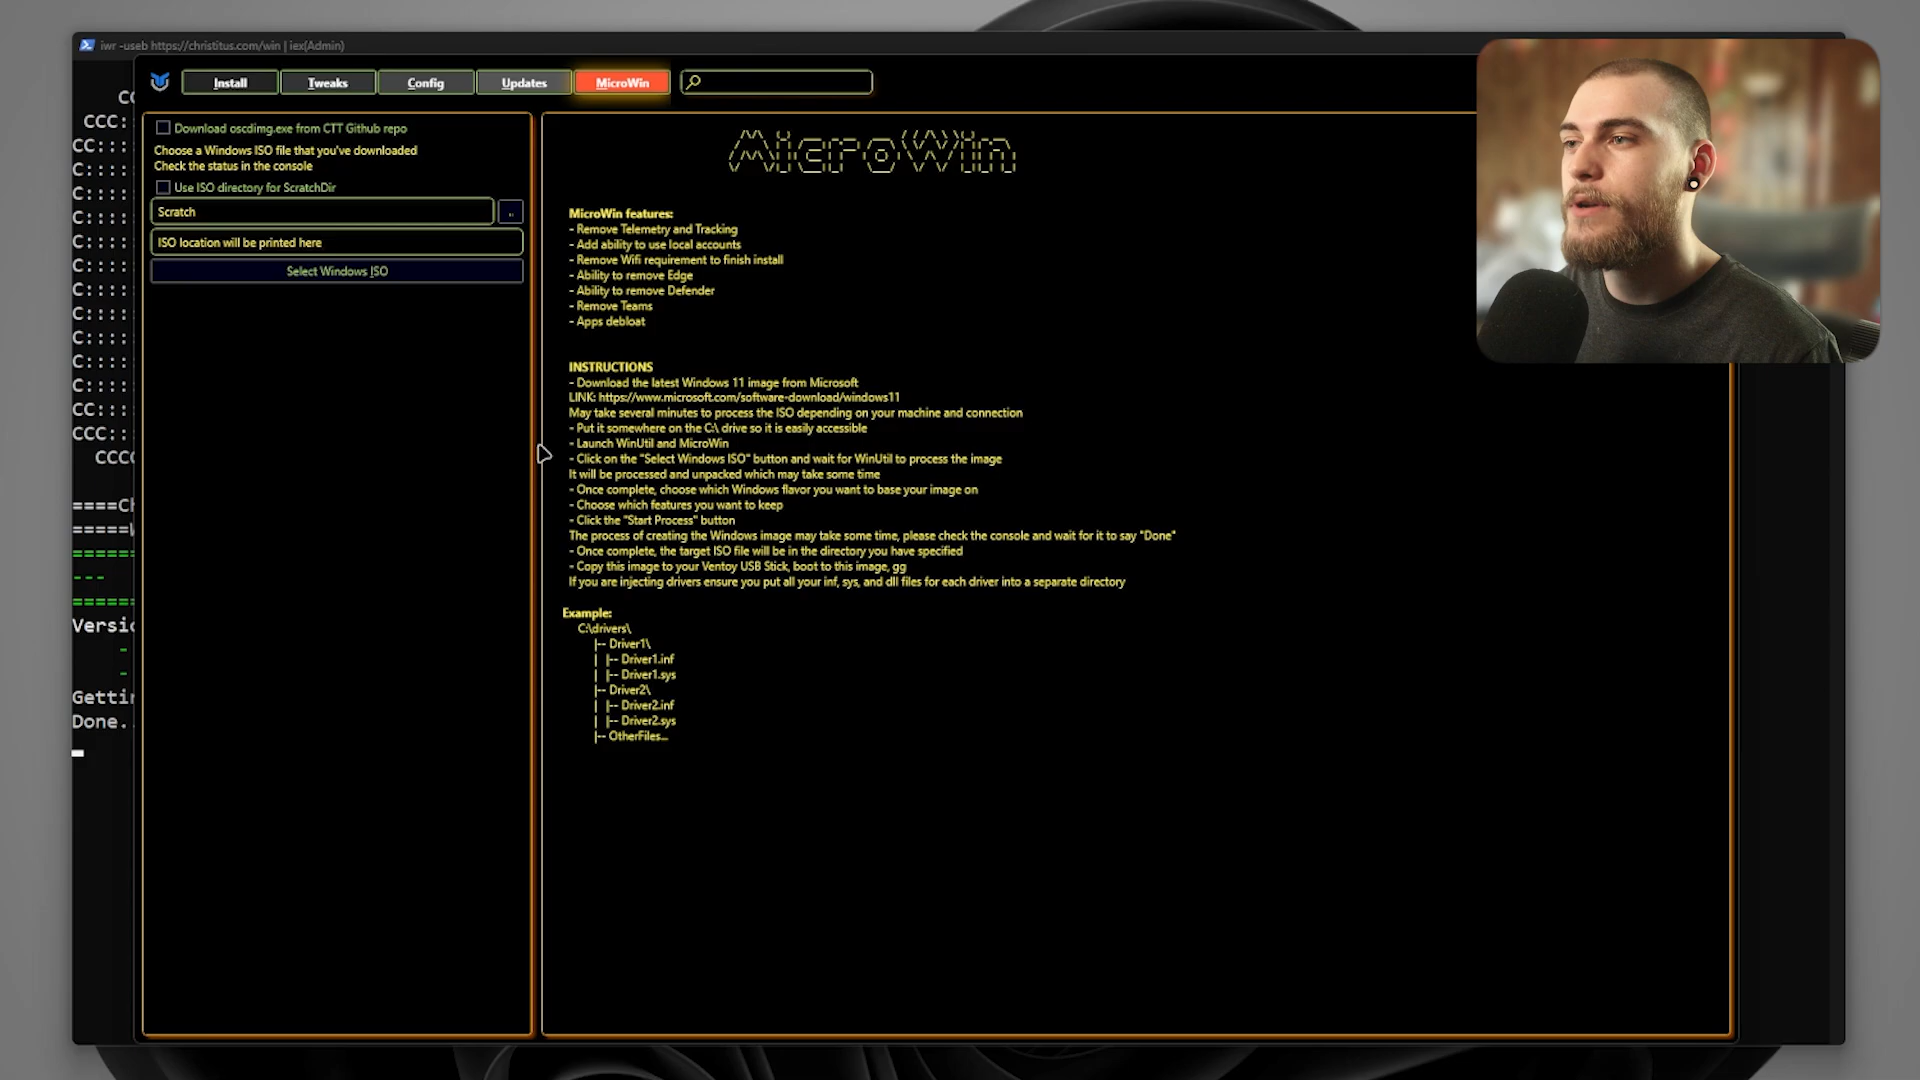 iwr -useb https://christitus.com/win | iex(Admin)
Install
Tweaks
Config
Updates
MicroWin
Download oscdimg.exe from CTT Github repo
Choose a Windows ISO file that you've downloaded
Check the status in the console
Use ISO directory for ScratchDir
Scratch
..
ISO location will be printed here
Select Windows ISO
MicroWin
MicroWin features:
- Remove Telemetry and Tracking
- Add ability to use local accounts
- Remove Wifi requirement to finish install
- Ability to remove Edge
- Ability to remove Defender
- Remove Teams
- Apps debloat
INSTRUCTIONS
- Download the latest Windows 11 image from Microsoft
LINK: https://www.microsoft.com/software-download/windows11
May take several minutes to process the ISO depending on your machine and connection
- Put it somewhere on the C:\ drive so it is easily accessible
- Launch WinUtil and MicroWin
- Click on the "Select Windows ISO" button and wait for WinUtil to process the image
It will be processed and unpacked which may take some time
- Once complete, choose which Windows flavor you want to base your image on
- Choose which features you want to keep
- Click the "Start Process" button
The process of creating the Windows image may take some time, please check the console and wait for it to say "Done"
- Once complete, the target ISO file will be in the directory you have specified
- Copy this image to your Ventoy USB Stick, boot to this image, gg
If you are injecting drivers ensure you put all your inf, sys, and dll files for each driver into a separate directory
Example:
C:\drivers\
|-- Driver1\
|   |-- Driver1.inf
|   |-- Driver1.sys
|-- Driver2\
|   |-- Driver2.inf
|   |-- Driver2.sys
|-- OtherFiles...
CC
CCC:
CC:::
C::::
C::::
C::::
C::::
C::::
C::::
C::::
C::::
C::::
C::::
CC:::
CCC::
CCCC
====Ch
=====W
=====
---
=====
Versio
-
-
Gettin
Done.